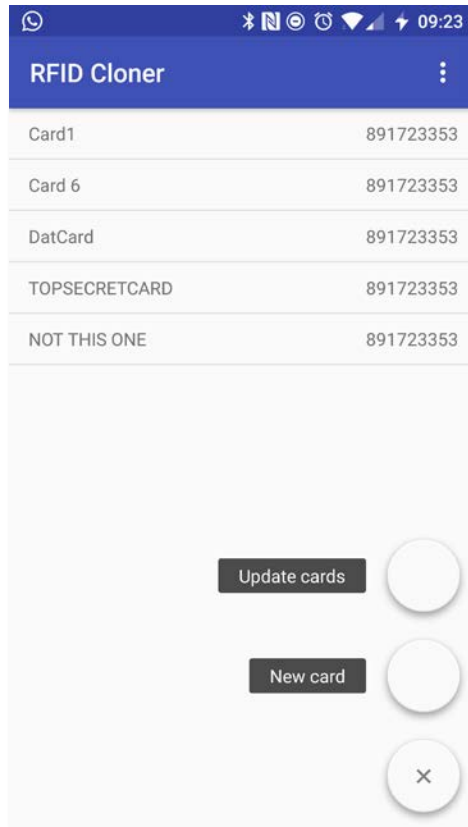 09:23
RFID Cloner
Card1 891723353
Card 6 891723353
DatCard 891723353
TOPSECRETCARD 891723353
NOT THIS ONE 891723353
Update cards
New card